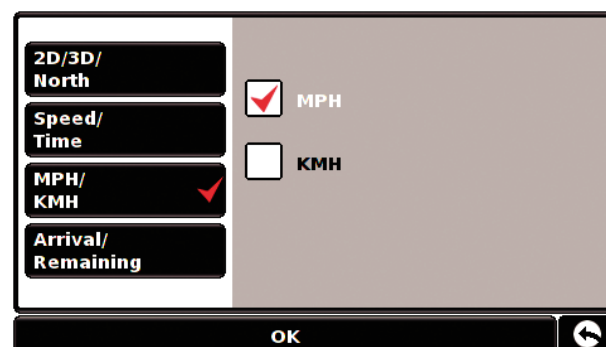 2D/3D/
North
Speed/
Time
MPH/
KMH
Arrival/
Remaining
MPH
KMH
OK